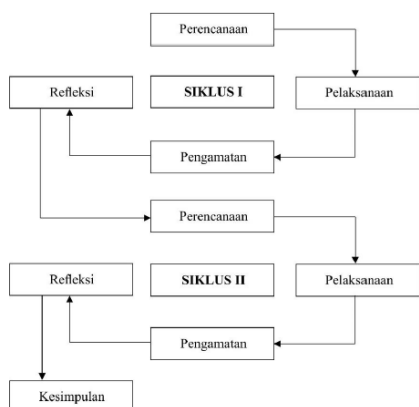 Perencanaan
Refleksi
SIKLUS I
Pelaksanaan
Pengamatan
Perencanaan
Refleksi
SIKLUS II
Pelaksanaan
Pengamatan
Kesimpulan